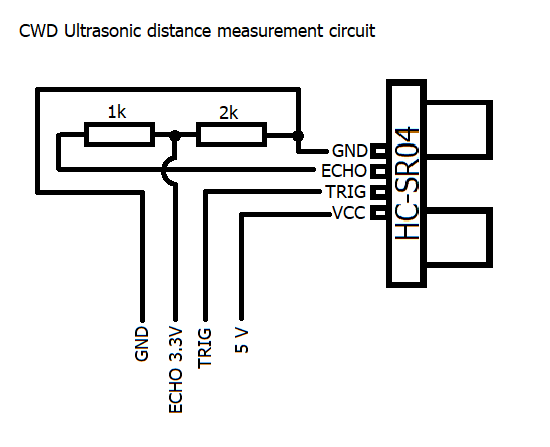 CWD Ultrasonic distance measurement circuit
1k
2k
GND
ECHO
TRIG
VCC
HC-SR04
GND
ECHO 3.3V
TRIG
5 V